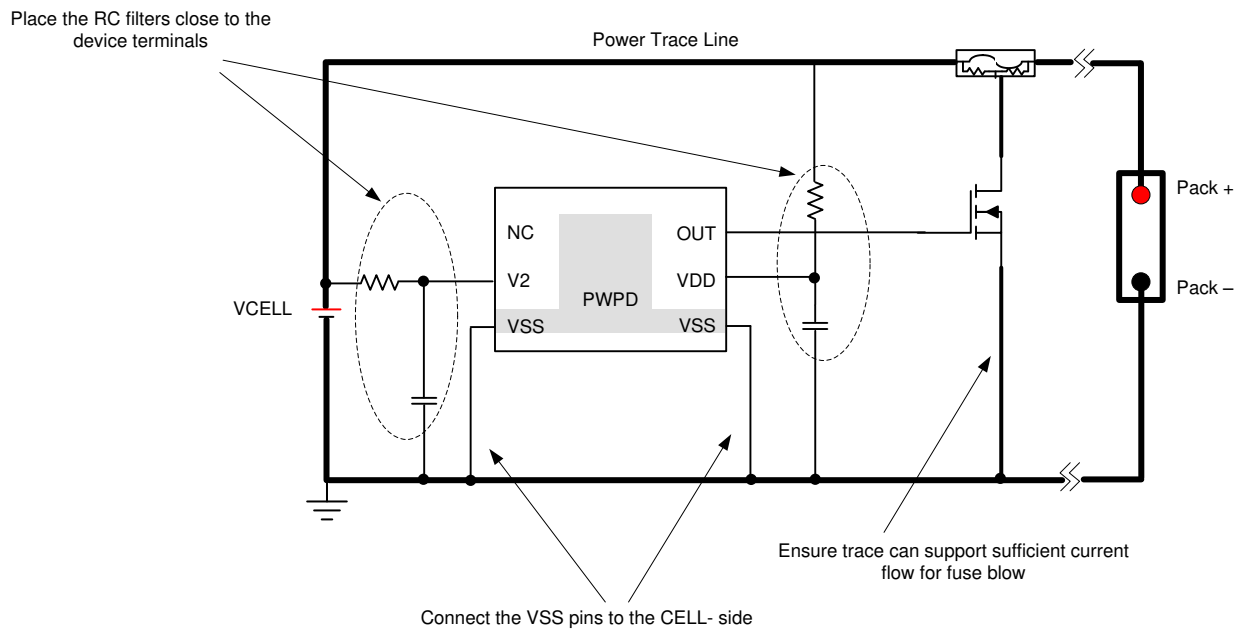 Place the RC filters close to the
device terminals
Power Trace Line
Pack +
NC
OUT
V2
VDD
PWPD
VCELL
Pack –
VSS
VSS
Ensure trace can support sufficient current
flow for fuse blow
Connect the VSS pins to the CELL- side